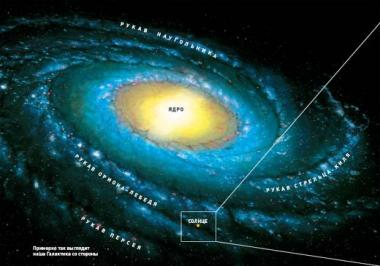 РУКАВ НАУГОЛЬНИКА
ЯДРО
РУКАВ СТРЕЛЬЦА-КИЛЯ
РУКАВ ОРИОНА-ЛЕБЕДЯ
РУКАВ ПЕРСЕЯ
СОЛНЦЕ
Примерно так выглядит
наша Галактика со стороны